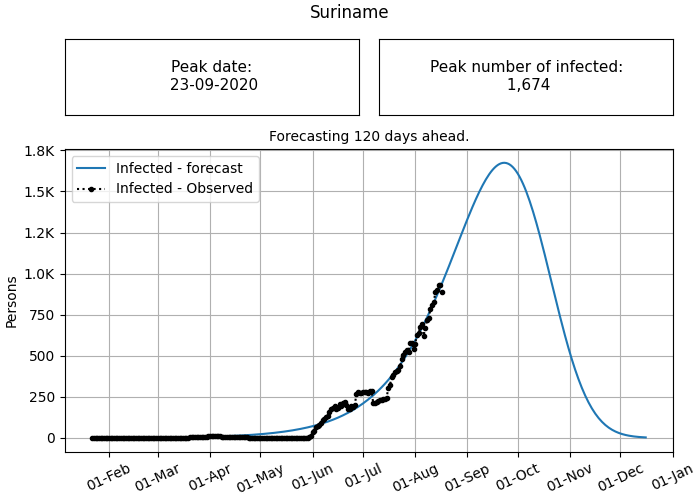 Suriname
Peak date:
23-09-2020
Peak number of infected:
1,674
Forecasting 120 days ahead.
Infected - forecast
Infected - Observed
Persons
1.8K
1.5K
1.2K
1.0K
750
500
250
0
01-Feb
01-Mar
01-Apr
01-May
01-Jun
01-Jul
01-Aug
01-Sep
01-Oct
01-Nov
01-Dec
01-Jan